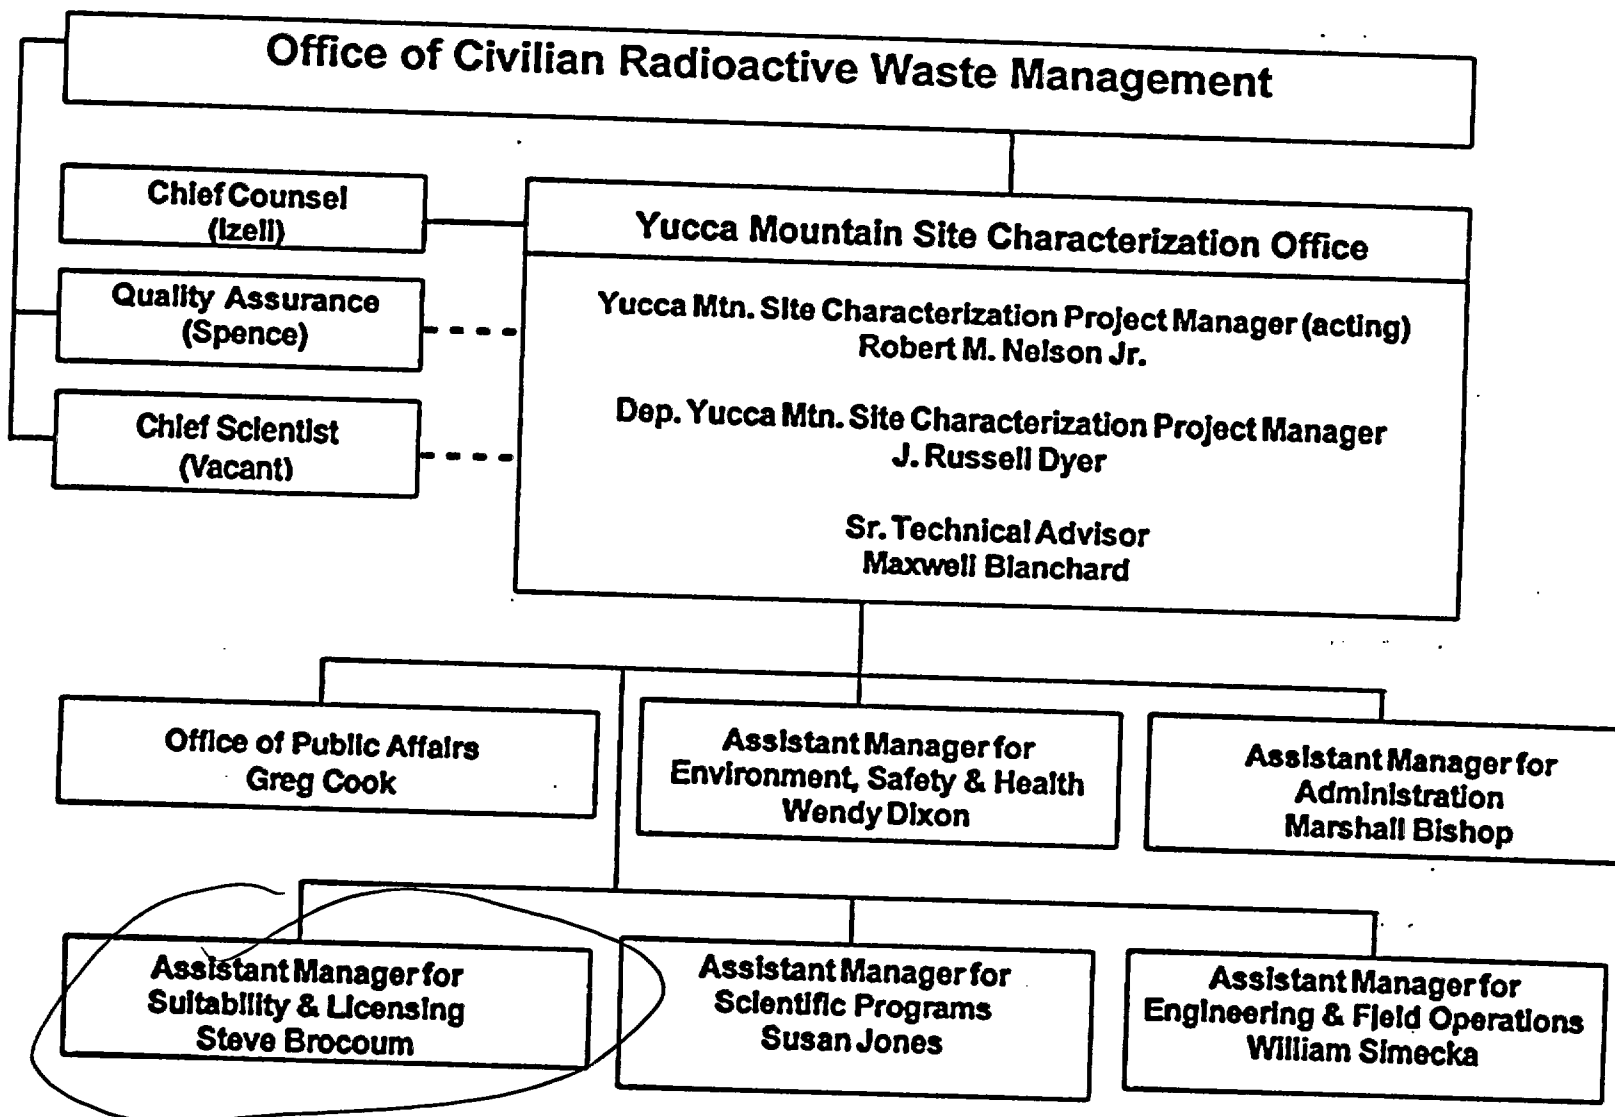 Office of Civilian Radioactive Waste Management
Chief Counsel
(Izell)
Quality Assurance
(Spence)
Chief Scientist
(Vacant)
Yucca Mountain Site Characterization Office
Yucca Mtn. Site Characterization Project Manager (acting)
Robert M. Nelson Jr.
Dep. Yucca Mtn. Site Characterization Project Manager
J. Russell Dyer
Sr. Technical Advisor
Maxwell Blanchard
Office of Public Affairs
Greg Cook
Assistant Manager for
Environment, Safety & Health
Wendy Dixon
Assistant Manager for
Administration
Marshall Bishop
Assistant Manager for
Suitability & Licensing
Steve Brocoum
Assistant Manager for
Scientific Programs
Susan Jones
Assistant Manager for
Engineering & Field Operations
William Simecka